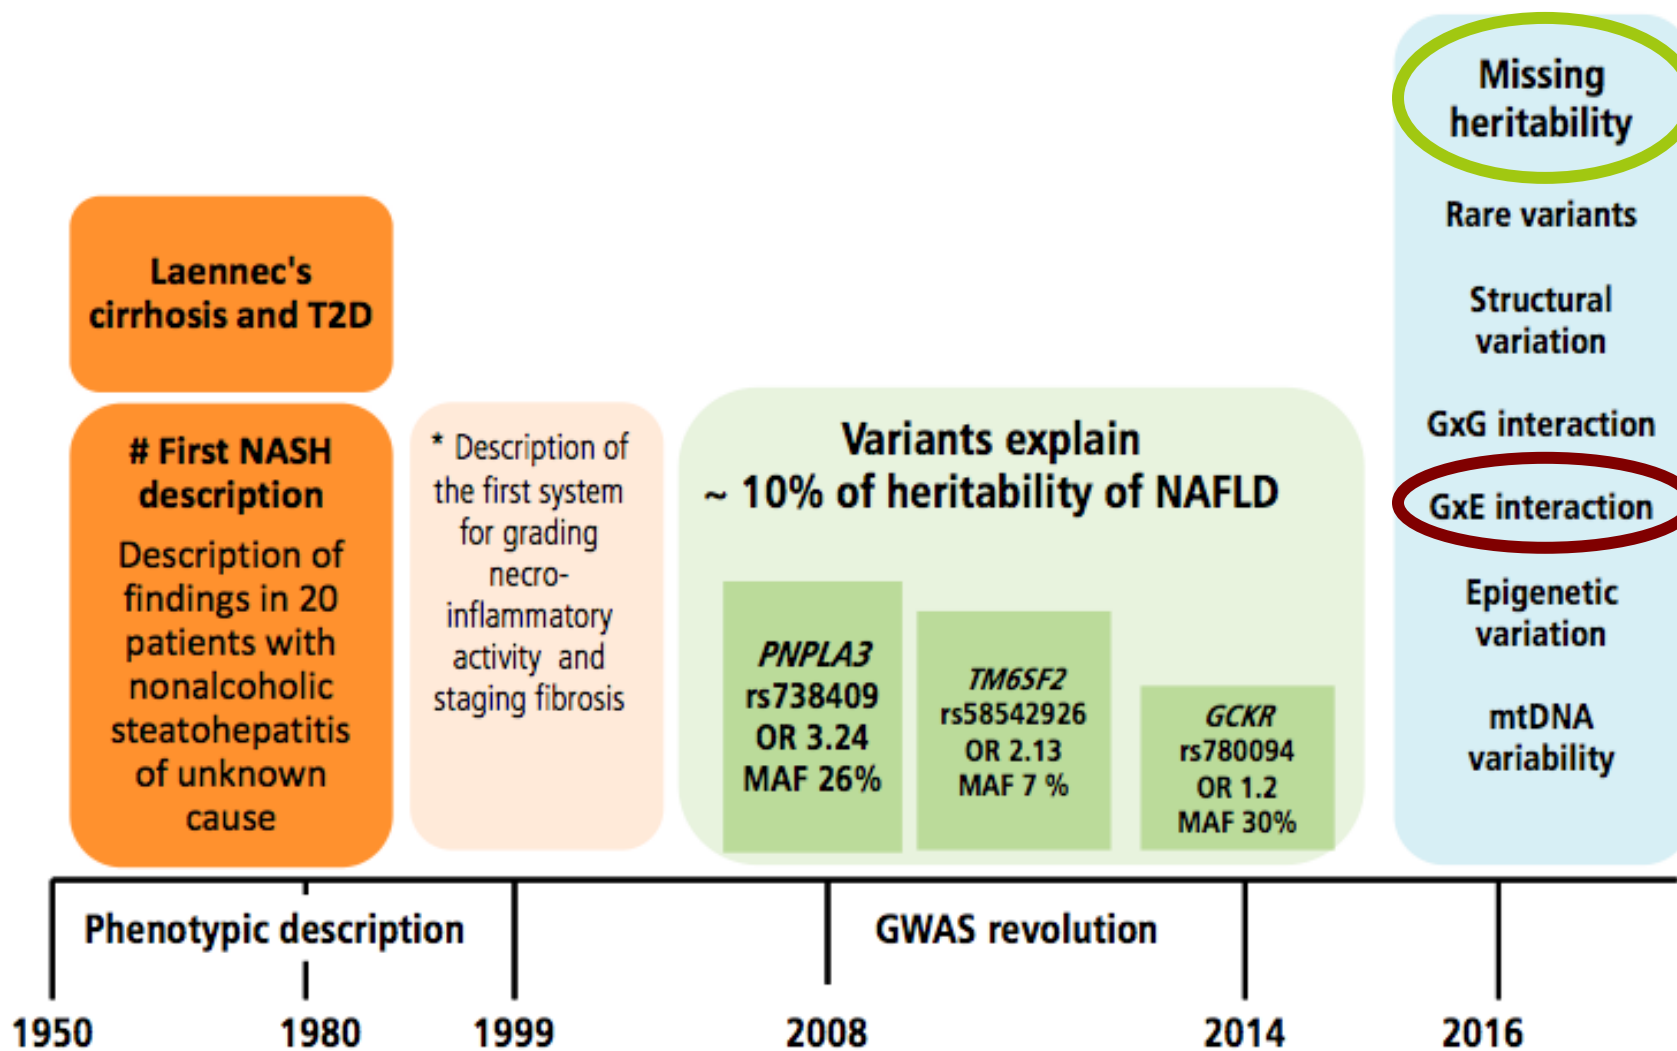 Laennec's
cirrhosis and T2D
# First NASH
description
Description of
findings in 20
patients with
nonalcoholic
steatohepatitis
of unknown
cause
* Description of
the first system
for grading
necro-
inflammatory
activity and
staging fibrosis
Variants explain
~ 10% of heritability of NAFLD
PNPLA3
rs738409
OR 3.24
MAF 26%
TM6SF2
rs58542926
OR 2.13
MAF 7 %
GCKR
rs780094
OR 1.2
MAF 30%
Missing
heritability
Rare variants
Structural
variation
GxG interaction
GxE interaction
Epigenetic
variation
mtDNA
variability
Phenotypic description
GWAS revolution
1950
1980
1999
2008
2014
2016